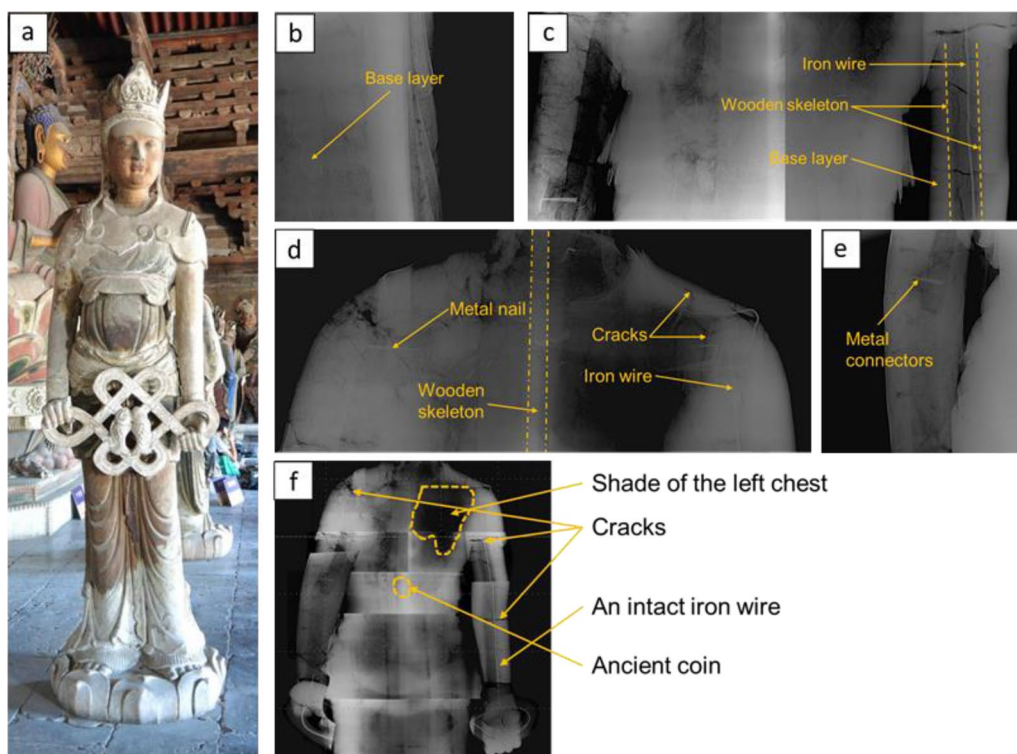 a
b
Base layer
c
Iron wire
Wooden skeleton
Base layer
d
Metal nail
Cracks
Iron wire
Wooden
skeleton
e
Metal
connectors
f
Shade of the left chest
Cracks
An intact iron wire
Ancient coin